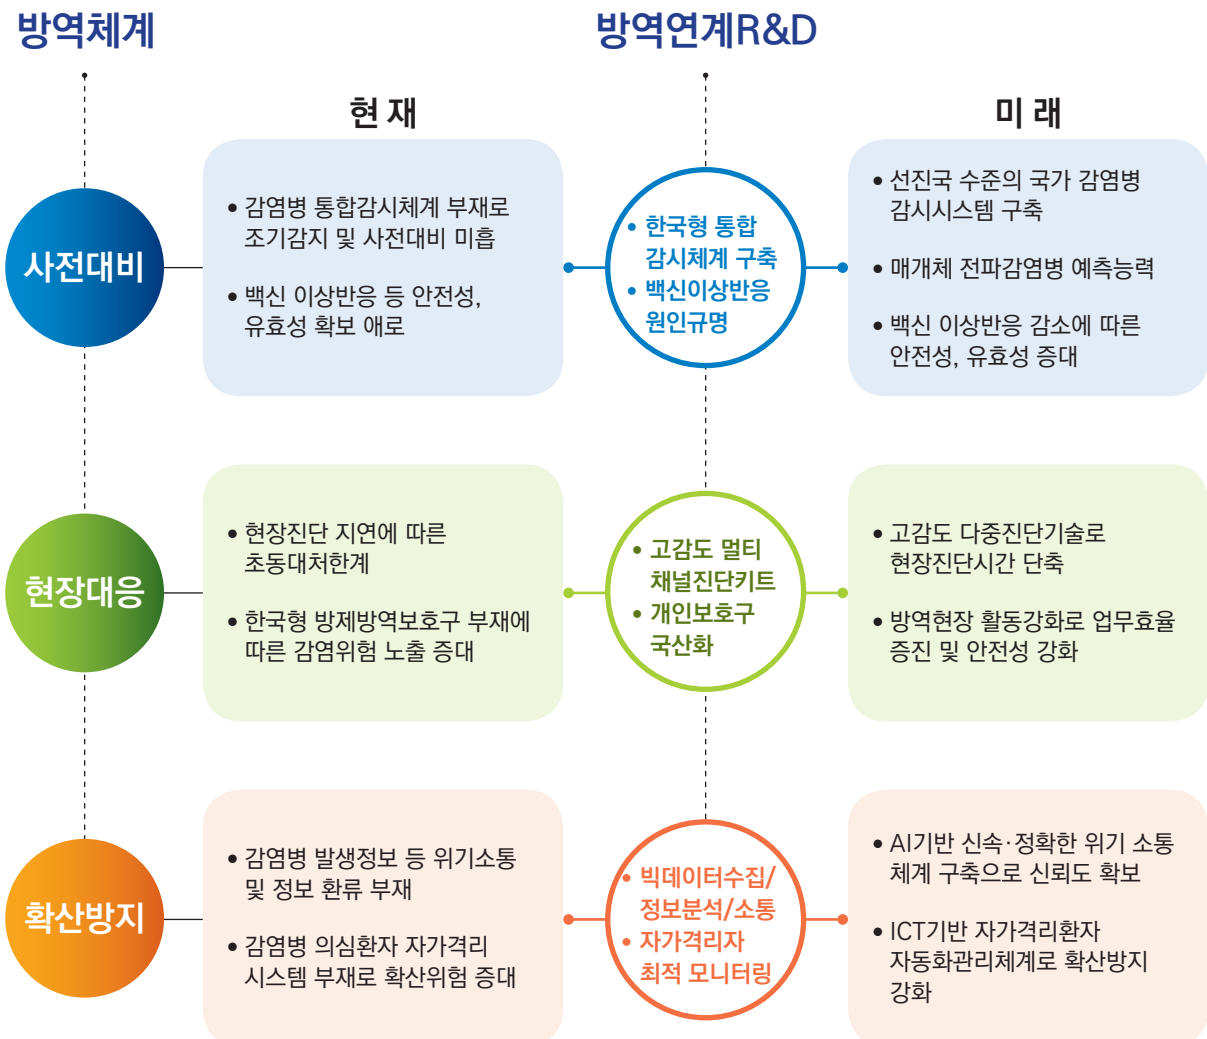 방역체계
방역연계R&D
현 재
미 래
사전대비
• 감염병 통합감시체계 부재로
조기감지 및 사전대비 미흡
• 백신 이상반응 등 안전성,
유효성 확보 애로
• 한국형 통합
감시체계 구축
• 백신이상반응
원인규명
• 선진국 수준의 국가 감염병
감시시스템 구축
• 매개체 전파감염병 예측능력
• 백신 이상반응 감소에 따른
안전성, 유효성 증대
현장대응
• 현장진단 지연에 따른
초동대처한계
• 한국형 방제방역보호구 부재에
따른 감염위험 노출 증대
• 고감도 멀티
채널진단키트
• 개인보호구
국산화
• 고감도 다중진단기술로
현장진단시간 단축
• 방역현장 활동강화로 업무효율
증진 및 안전성 강화
확산방지
• 감염병 발생정보 등 위기소통
및 정보 환류 부재
• 감염병 의심환자 자가격리
시스템 부재로 확산위험 증대
• 빅데이터수집/
정보분석/소통
• 자가격리자
최적 모니터링
• AI기반 신속·정확한 위기 소통
체계 구축으로 신뢰도 확보
• ICT기반 자가격리환자
자동화관리체계로 확산방지
강화